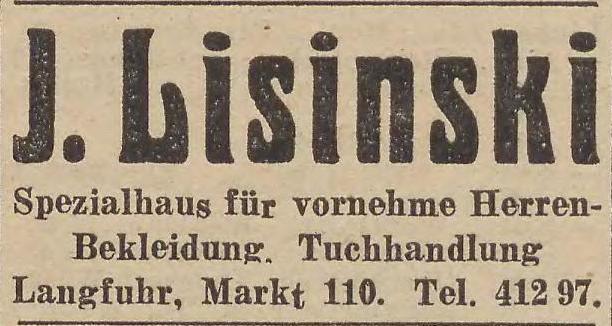 J. Lisinski
Spezialhaus für vornehme Herren-
Bekleidung. Tuchhandlung
Langfuhr, Markt 110. Tel. 412 97.